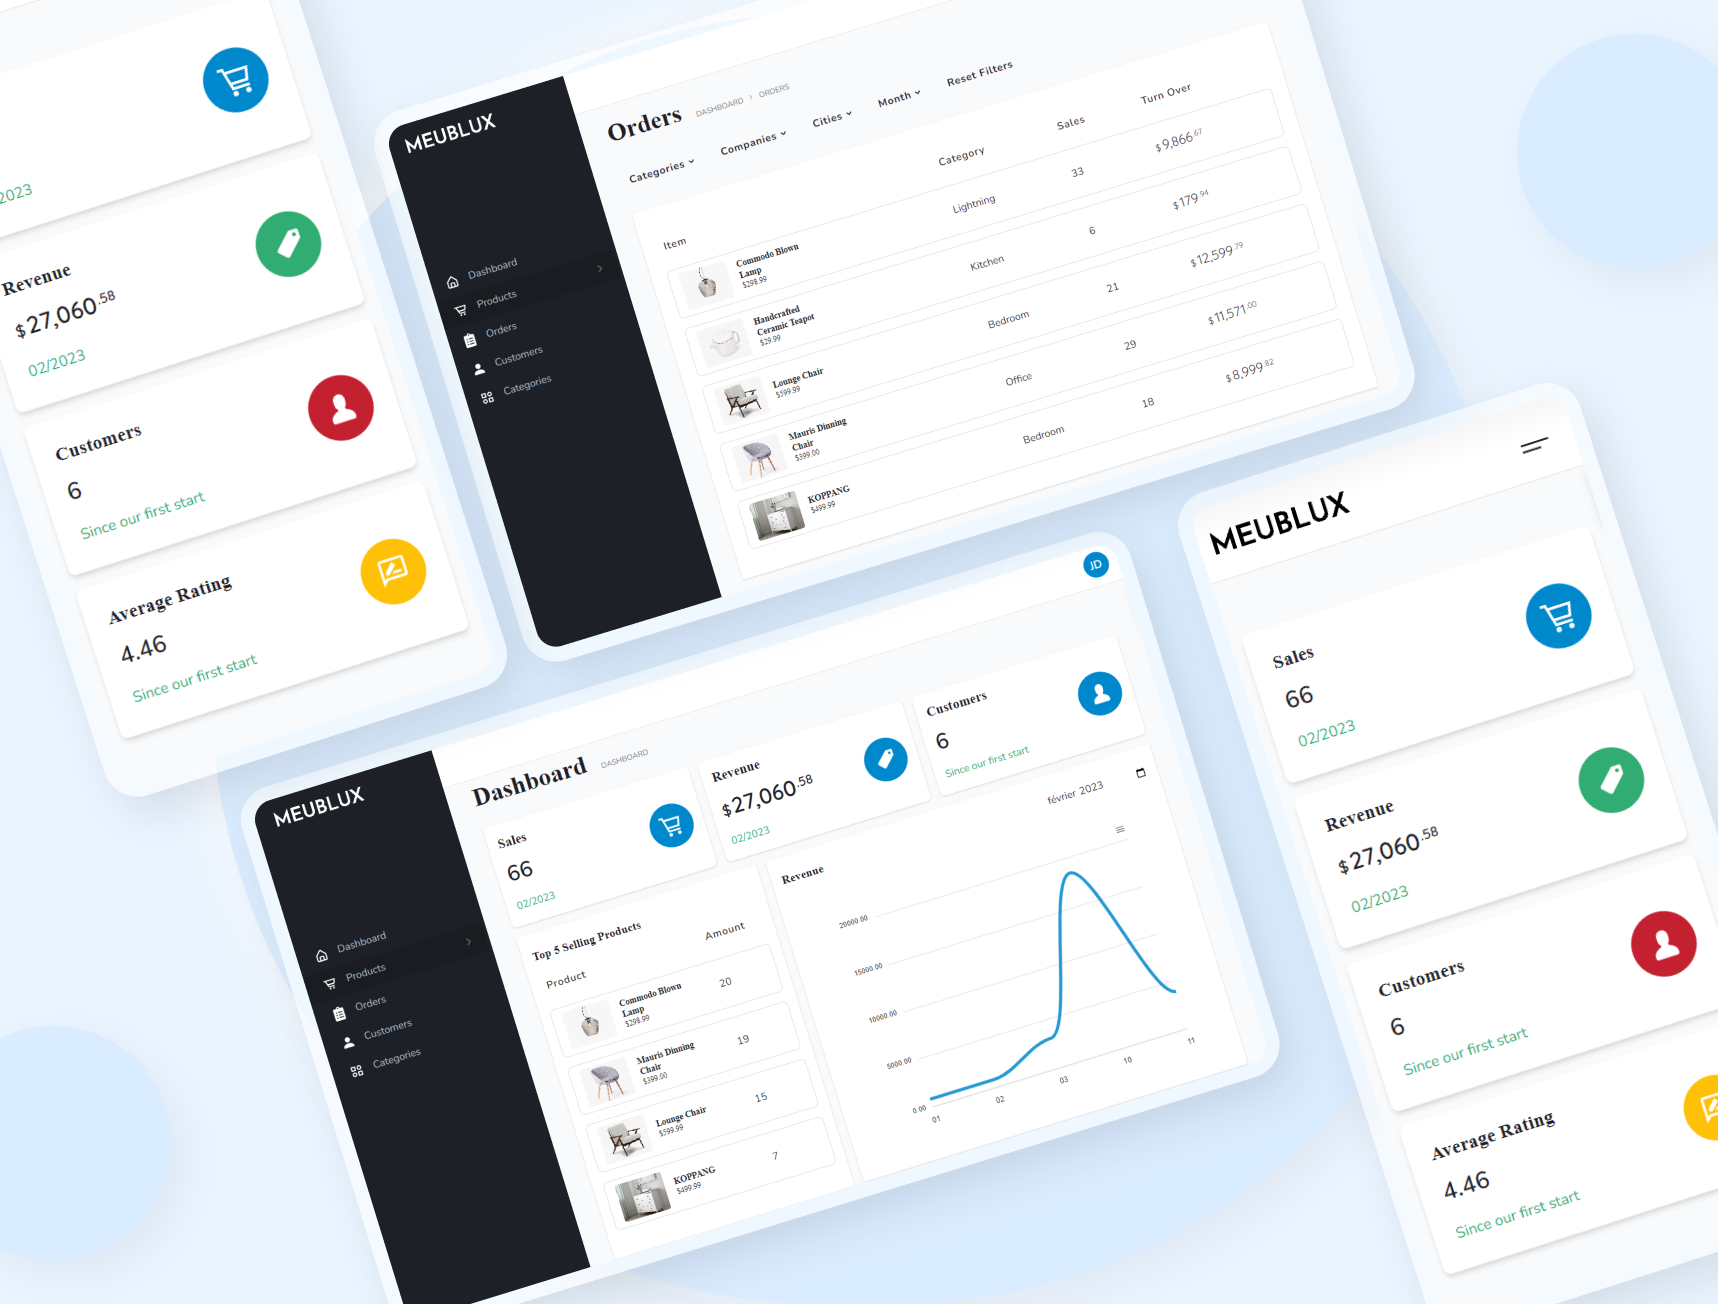 2023
Revenue
$27,060.58
02/2023
Customers
6
Since our first start
Average Rating
4.46
Since our first start
MEUBLUX
Dashboard
Products
Orders
Customers
Categories
Orders DASHBOARD > ORDERS
Categories Companies Cities Month Reset Filters
Item Category Sales Turn Over
Commodo Blown
Lamp
$298.99
Lightning 33 $9,866.67
Handcrafted
Ceramic Teapot
$29.99
Kitchen 6 $179.94
Lounge Chair
$599.99
Bedroom 21 $12,599.79
Mauris Dinning
Chair
$399.00
Office 29 $11,571.00
KOPPANG
$499.99
Bedroom 18 $8,999.82
MEUBLUX
Dashboard
Products
Orders
Customers
Categories
JD
Dashboard DASHBOARD
Sales
66
02/2023
Revenue
$27,060.58
02/2023
Customers
6
Since our first start
Top 5 Selling Products
Product Amount
Commodo Blown
Lamp
$298.99
20
Mauris Dinning
Chair
$399.00
19
Lounge Chair
$599.99
15
KOPPANG
$499.99
7
Revenue
février 2023
20000.00
15000.00
10000.00
5000.00
0.00
01 02 03 10 11
MEUBLUX
Sales
66
02/2023
Revenue
$27,060.58
02/2023
Customers
6
Since our first start
Average Rating
4.46
Since our first start